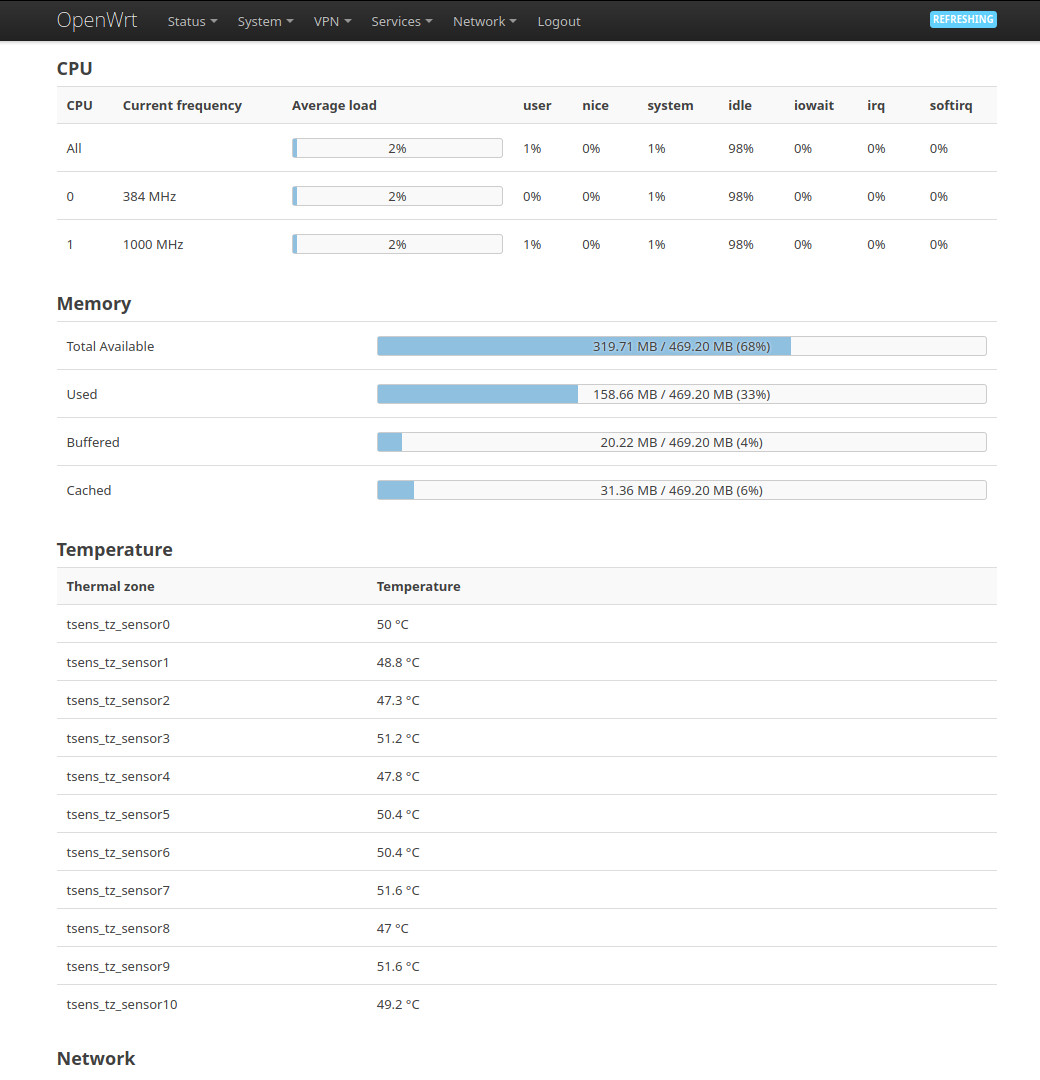 OpenWrt Status System VPN Services Network Logout REFRESHING
CPU
CPU Current frequency Average load user nice system idle iowait irq softirq
All 2% 1% 0% 1% 98% 0% 0% 0%
0 384 MHz 2% 0% 0% 1% 98% 0% 0% 0%
1 1000 MHz 2% 1% 0% 1% 98% 0% 0% 0%
Memory
Total Available 319.71 MB / 469.20 MB (68%)
Used 158.66 MB / 469.20 MB (33%)
Buffered 20.22 MB / 469.20 MB (4%)
Cached 31.36 MB / 469.20 MB (6%)
Temperature
Thermal zone Temperature
tsens_tz_sensor0 50 °C
tsens_tz_sensor1 48.8 °C
tsens_tz_sensor2 47.3 °C
tsens_tz_sensor3 51.2 °C
tsens_tz_sensor4 47.8 °C
tsens_tz_sensor5 50.4 °C
tsens_tz_sensor6 50.4 °C
tsens_tz_sensor7 51.6 °C
tsens_tz_sensor8 47 °C
tsens_tz_sensor9 51.6 °C
tsens_tz_sensor10 49.2 °C
Network